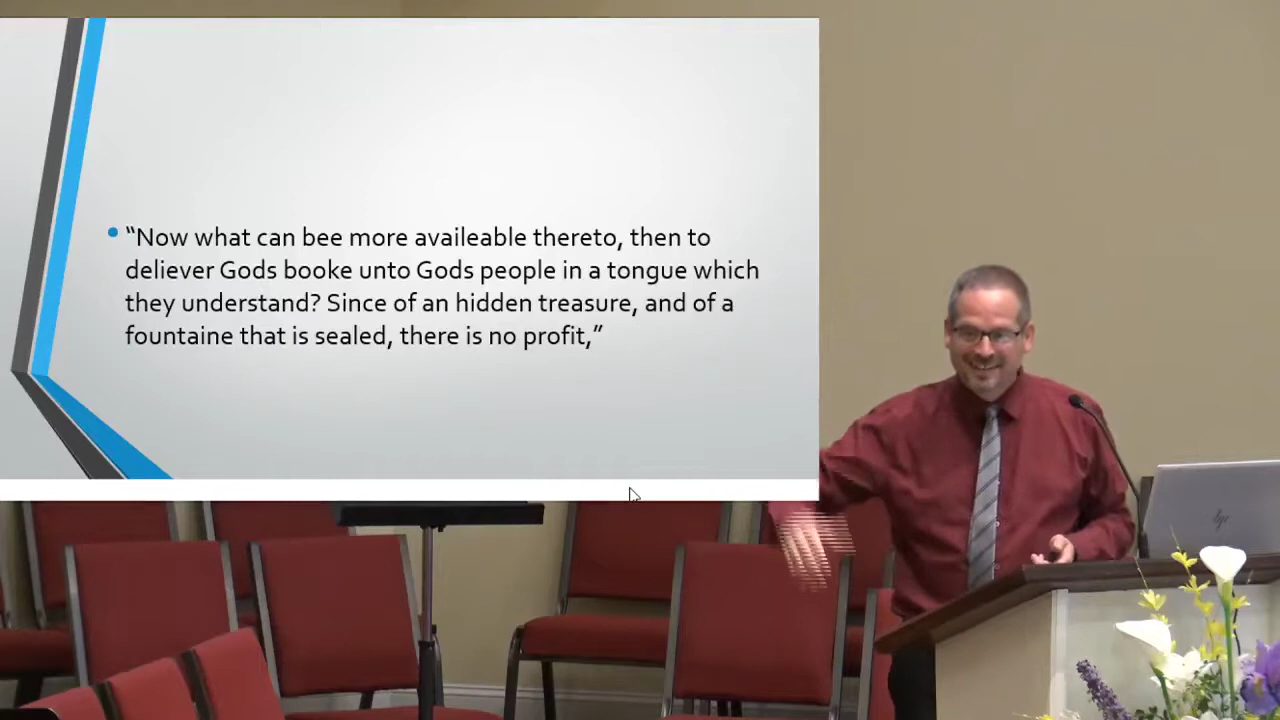 “Now what can bee more availeable thereto, then to
deliever Gods booke unto Gods people in a tongue which
they understand? Since of an hidden treasure, and of a
fountaine that is sealed, there is no profit,”
hp